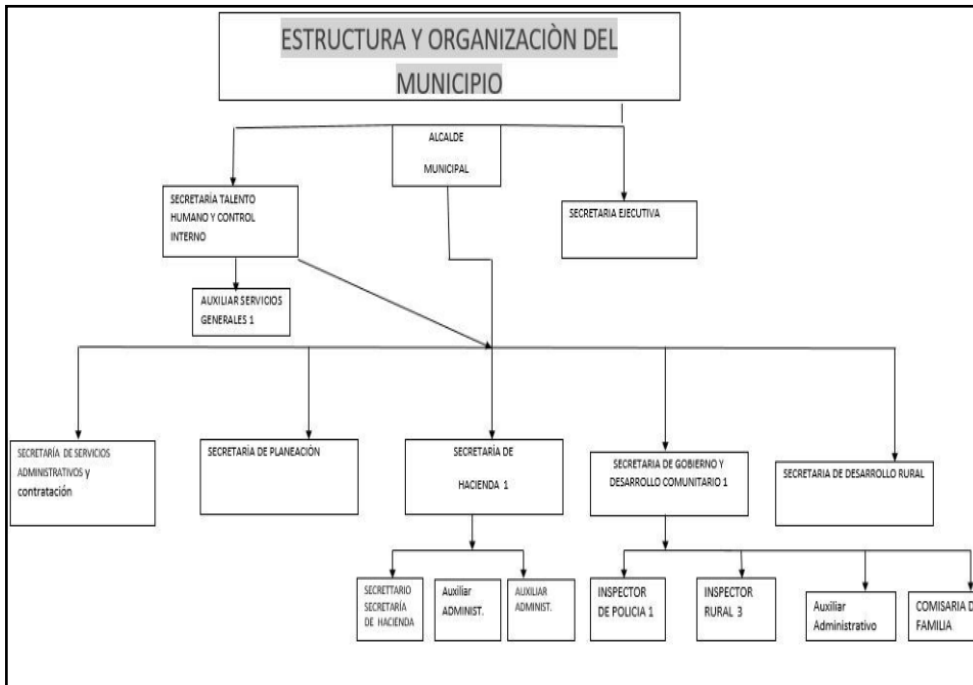 ESTRUCTURA Y ORGANIZACIÒN DEL
MUNICIPIO
ALCALDE
MUNICIPAL
SECRETARÍA TALENTO
HUMANO Y CONTROL
INTERNO
SECRETARIA EJECUTIVA
AUXILIAR SERVICIOS
GENERALES 1
SECRETARÍA DE SERVICIOS
ADMINISTRATIVOS y
contratación
SECRETARÍA DE PLANEACIÓN
SECRETARÍA DE
HACIENDA 1
SECRETARIA DE GOBIERNO Y
DESARROLLO COMUNITARIO 1
SECRETARIA DE DESARROLLO RURAL
SECRETTARIO
SECRETARÍA
DE HACIENDA
Auxiliar
ADMINIST.
AUXILIAR
ADMINIST.
INSPECTOR
DE POLICIA 1
INSPECTOR
RURAL 3
Auxiliar
Administrativo
COMISARIA D
FAMILIA